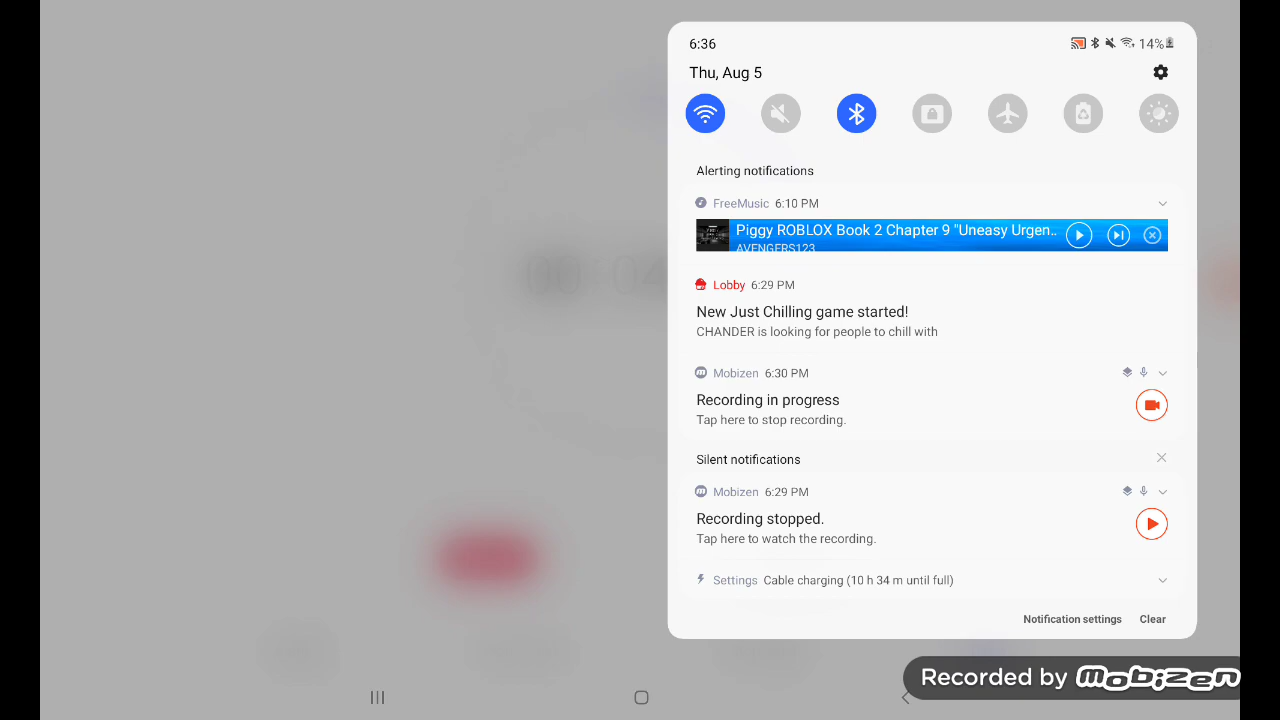 6:36
14%
Thu, Aug 5
Alerting notifications
FreeMusic 6:10 PM
Piggy ROBLOX Book 2 Chapter 9 "Uneasy Urgen..
AVENGERS123
Lobby 6:29 PM
New Just Chilling game started!
CHANDER is looking for people to chill with
Mobizen 6:30 PM
Recording in progress
Tap here to stop recording.
Silent notifications
Mobizen 6:29 PM
Recording stopped.
Tap here to watch the recording.
Settings Cable charging (10 h 34 m until full)
Notification settings Clear
Recorded by mobizen